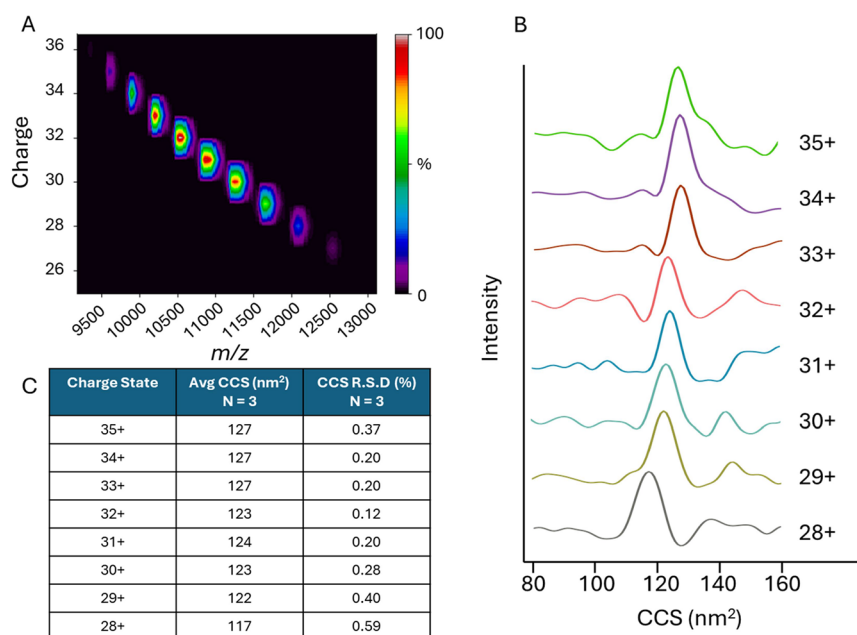 A
Charge
36
34
32
30
28
26
9500
10000
10500
11000
11500
12000
12500
13000
m/z
100
%
0
B
Intensity
35+
34+
33+
32+
31+
30+
29+
28+
80
100
120
140
160
CCS (nm²)
C
Charge State Avg CCS (nm²) N = 3 CCS R.S.D (%) N = 3
35+ 127 0.37
34+ 127 0.20
33+ 127 0.20
32+ 123 0.12
31+ 124 0.20
30+ 123 0.28
29+ 122 0.40
28+ 117 0.59